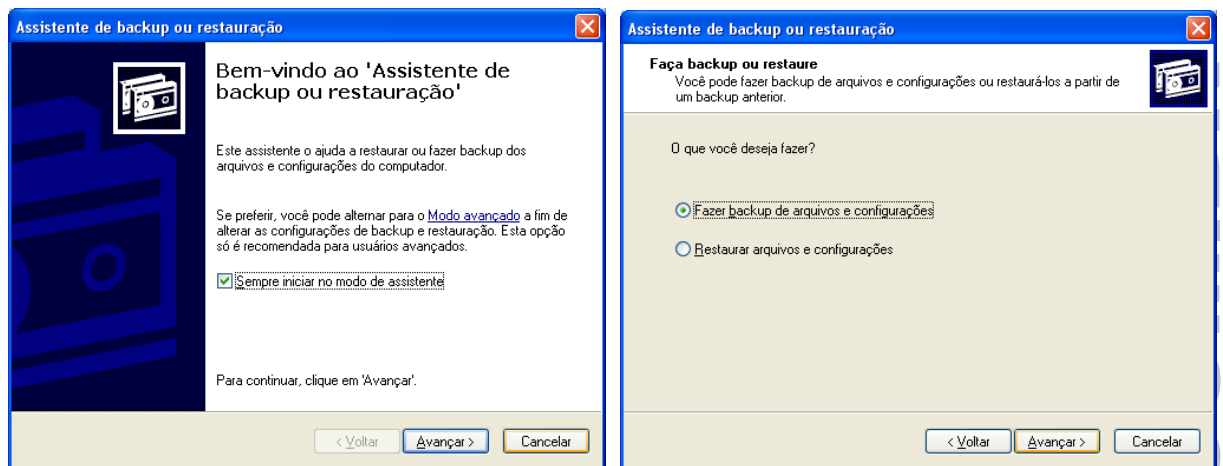 Assistente de backup ou restauração
Bem-vindo ao 'Assistente de
backup ou restauração'
Este assistente o ajuda a restaurar ou fazer backup dos
arquivos e configurações do computador.
Se preferir, você pode alternar para o Modo avançado a fim de
alterar as configurações de backup e restauração. Esta opção
só é recomendada para usuários avançados.
Sempre iniciar no modo de assistente
Para continuar, clique em 'Avançar'.
< Voltar
Avançar >
Cancelar
Assistente de backup ou restauração
Faça backup ou restaure
Você pode fazer backup de arquivos e configurações ou restaurá-los a partir de
um backup anterior.
O que você deseja fazer?
Fazer backup de arquivos e configurações
Restaurar arquivos e configurações
< Voltar
Avançar >
Cancelar